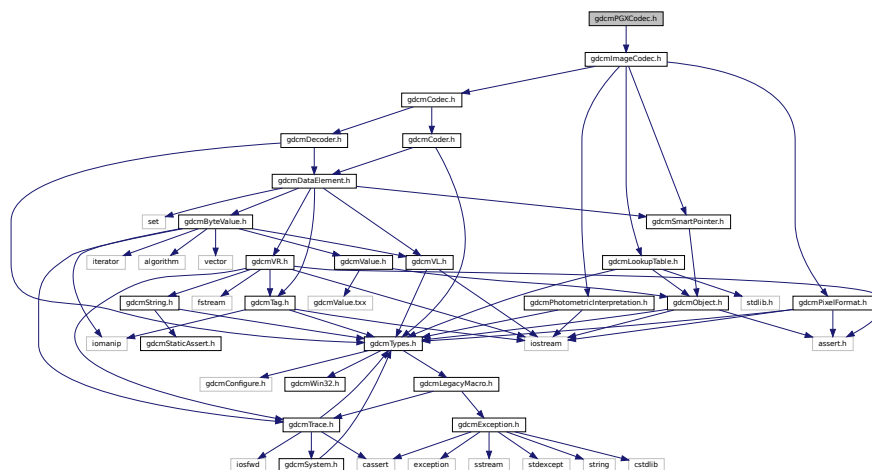 gdcmPGXCodec.h
gdcmImageCodec.h
gdcmCodec.h
gdcmDecoder.h
gdcmCoder.h
gdcmDataElement.h
set
gdcmByteValue.h
gdcmSmartPointer.h
iterator
algorithm
vector
gdcmVR.h
gdcmValue.h
gdcmVL.h
gdcmLookupTable.h
gdcmString.h
fstream
gdcmTag.h
gdcmValue.txx
gdcmPhotometricInterpretation.h
gdcmObject.h
stdlib.h
gdcmPixelFormat.h
iomanip
gdcmStaticAssert.h
gdcmTypes.h
iostream
assert.h
gdcmConfigure.h
gdcmWin32.h
gdcmLegacyMacro.h
gdcmTrace.h
gdcmException.h
iosfwd
gdcmSystem.h
cassert
exception
sstream
stdexcept
string
cstdlib